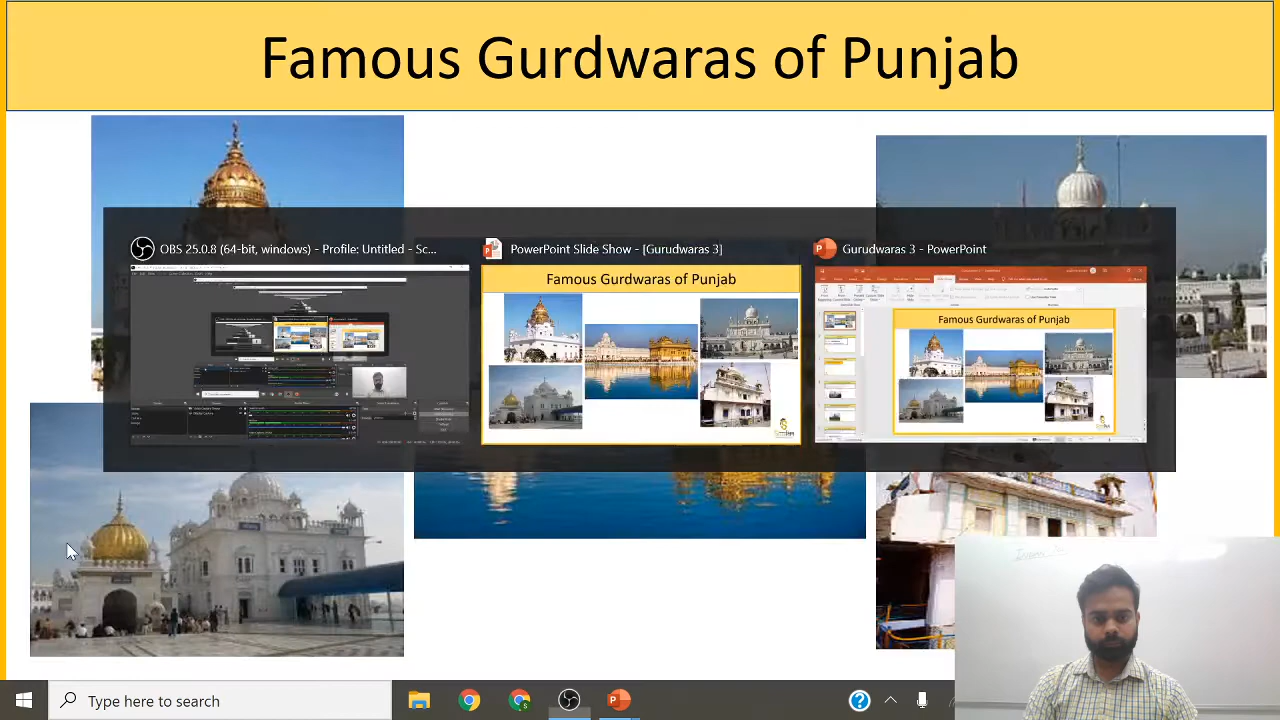 Famous Gurdwaras of Punjab
OBS 25.0.8 (64-bit, windows) - Profile: Untitled - Sc...
PowerPoint Slide Show - [Gurudwaras 3]
Gurudwaras 3 - PowerPoint
Famous Gurdwaras of Punjab
Famous Gurdwaras of Punjab
Type here to search